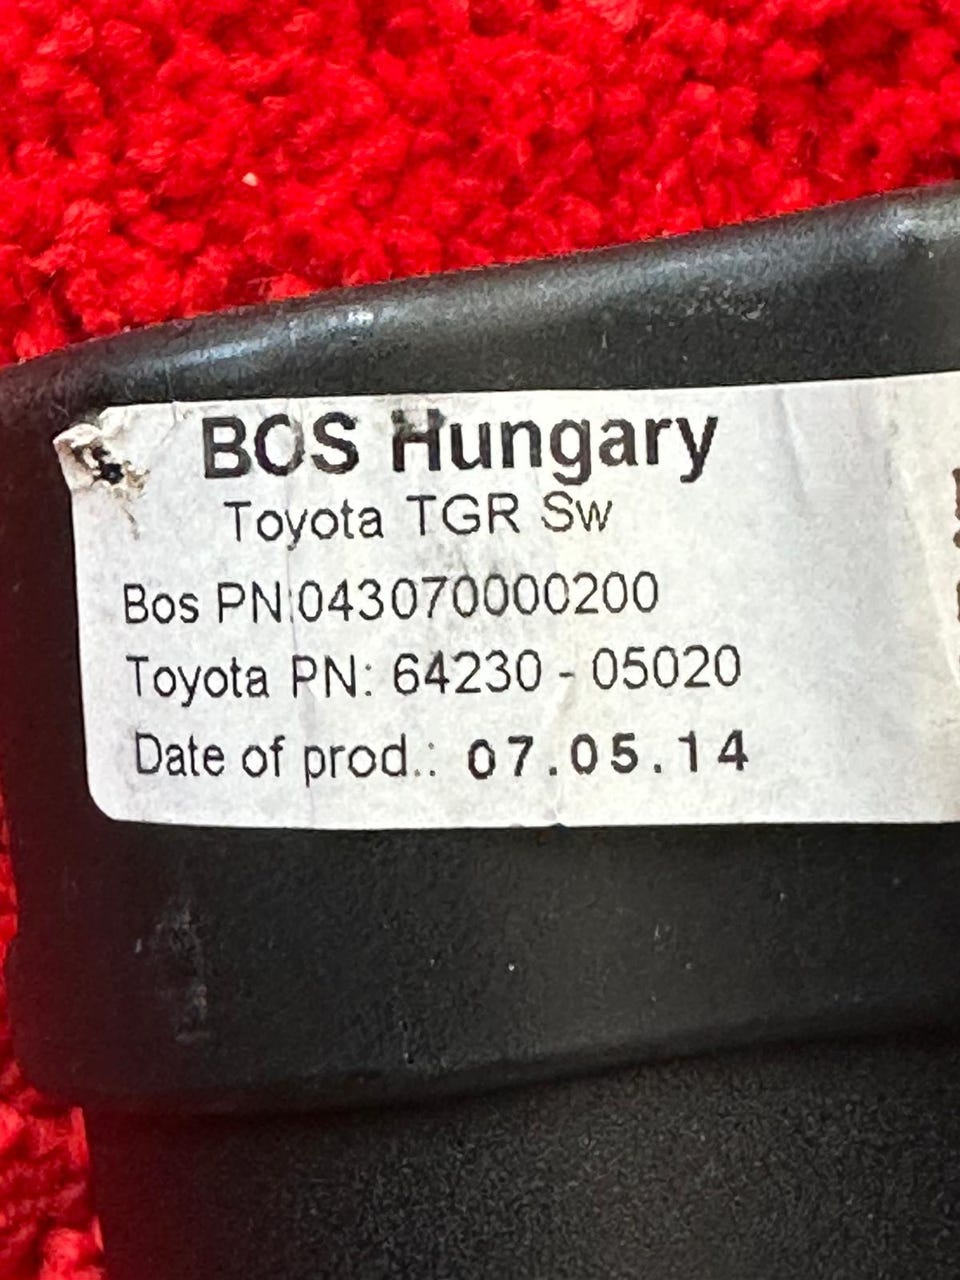 BOS Hungary
Toyota TGR Sw
Bos PN:043070000200
Toyota PN: 64230 - 05020
Date of prod.: 07.05.14